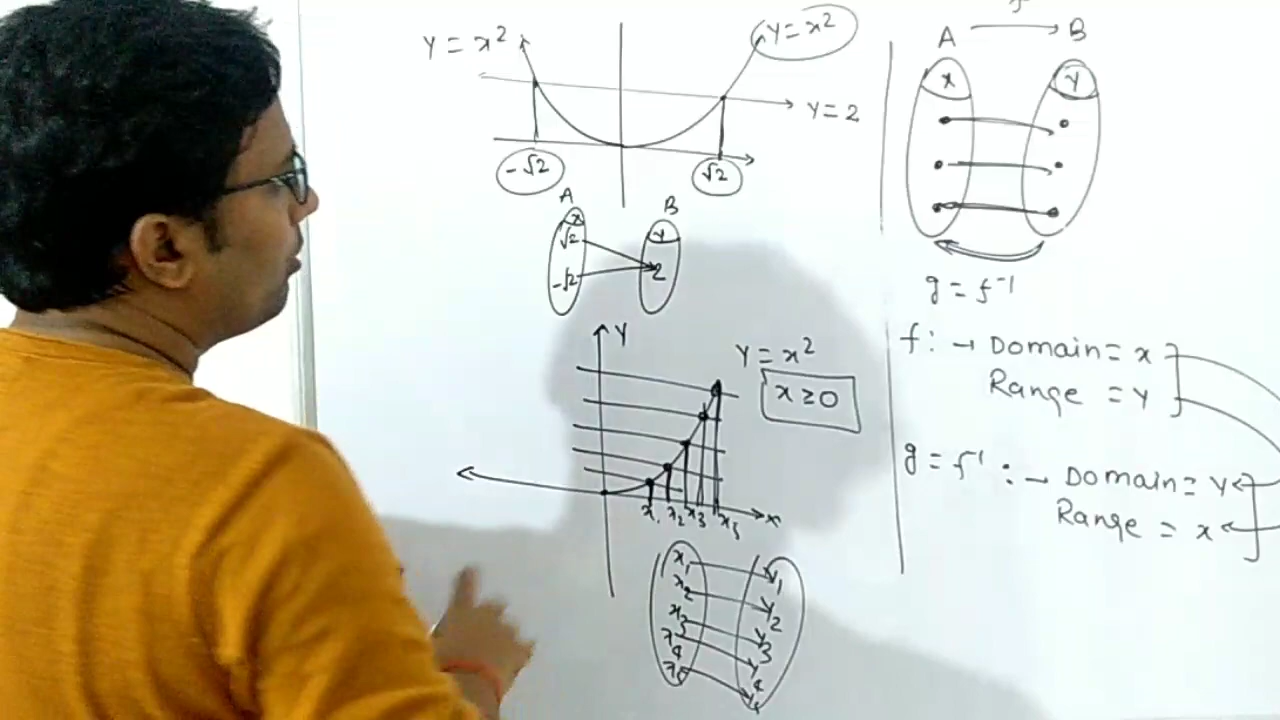 y = x²
y = x²
y = 2
-√2
√2
A
B
x
y
√2
-√2
2
Y
y = x²
x ≥ 0
x₁ x₂ x₃ x₅
x
x₁ y₁
x₂ y₂
x₃ y₃
x₄ y₄
A B
x y
g = f⁻¹
f : → Domain = x
Range = y
g = f⁻¹ : → Domain = y
Range = x